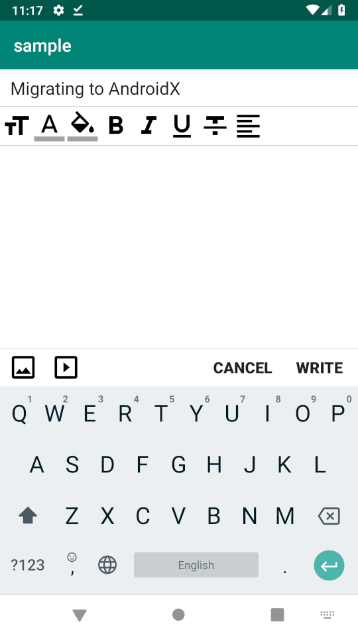 11:17
sample
Migrating to AndroidX
TT A B I U T
CANCEL WRITE
1 2 3 4 5 6 7 8 9 0
Q W E R T Y U I O P
A S D F G H J K L
Z X C V B N M
?123 , English .